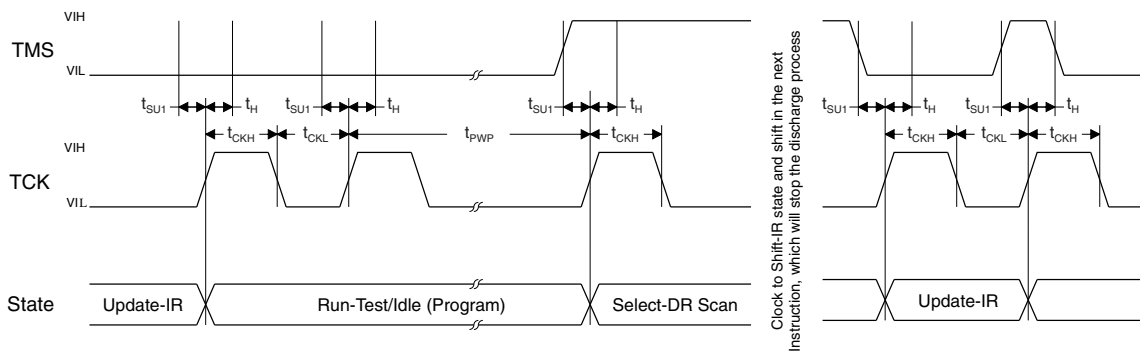 VIH
TMS
VIL
tSU1
tH
tSU1
tH
tSU1
tH
tSU1
tH
tSU1
tH
tCKH
tCKL
tPWP
tCKH
tCKH
tCKL
tCKH
VIH
TCK
VIL
State
Update-IR
Run-Test/Idle (Program)
Select-DR Scan
Clock to Shift-IR state and shift in the next
Instruction, which will stop the discharge process
Update-IR